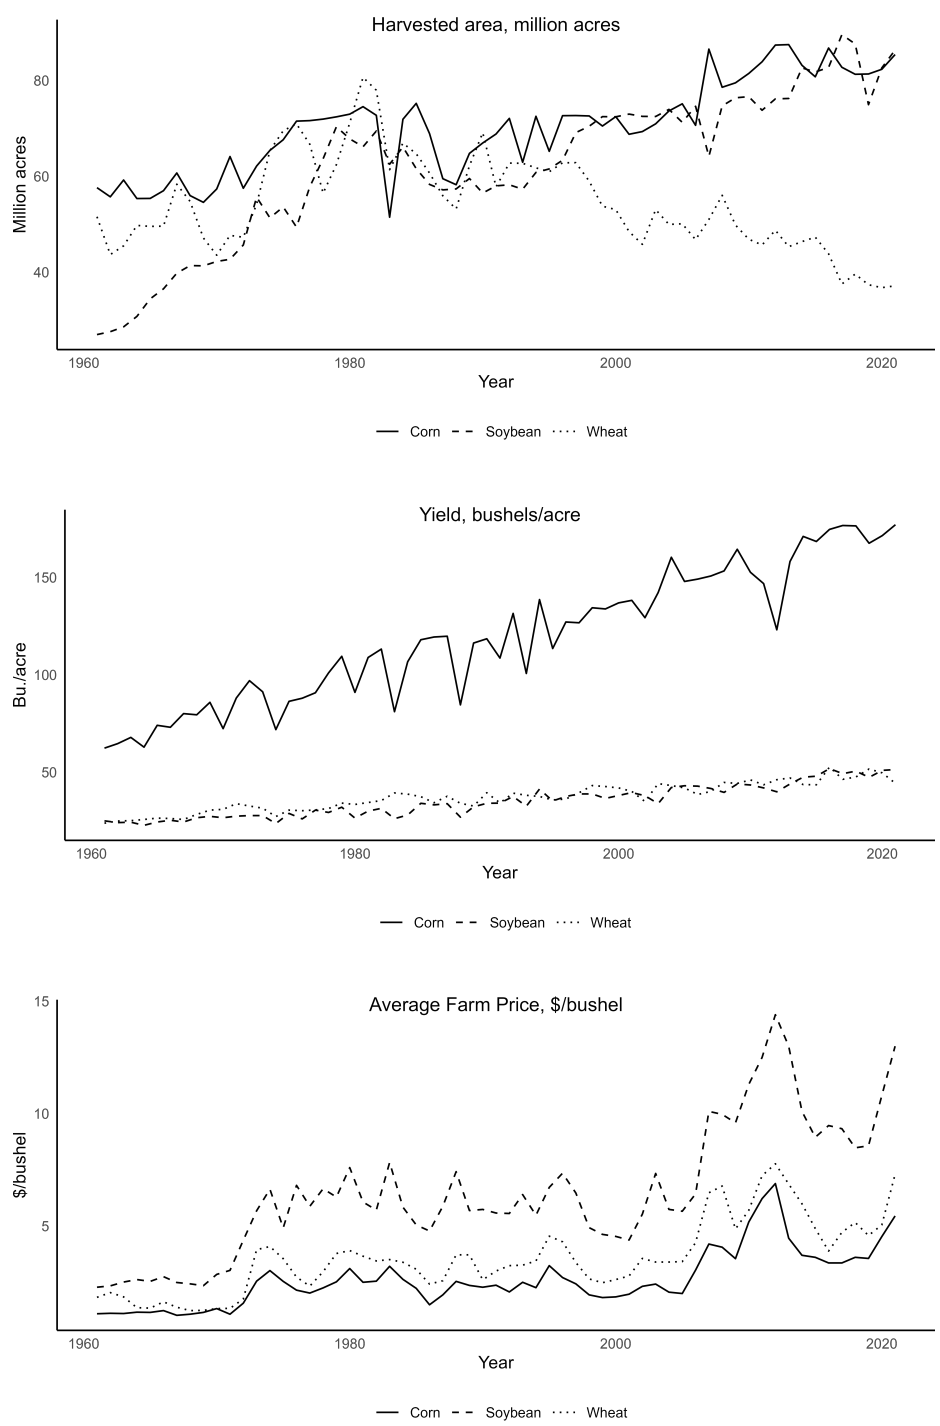 Harvested area, million acres
80
60
40
Million acres
1960 1980 2000 2020
Year
Corn Soybean Wheat
Yield, bushels/acre
150
100
50
Bu./acre
1960 1980 2000 2020
Year
Corn Soybean Wheat
Average Farm Price, $/bushel
15
10
5
$/bushel
1960 1980 2000 2020
Year
Corn Soybean Wheat